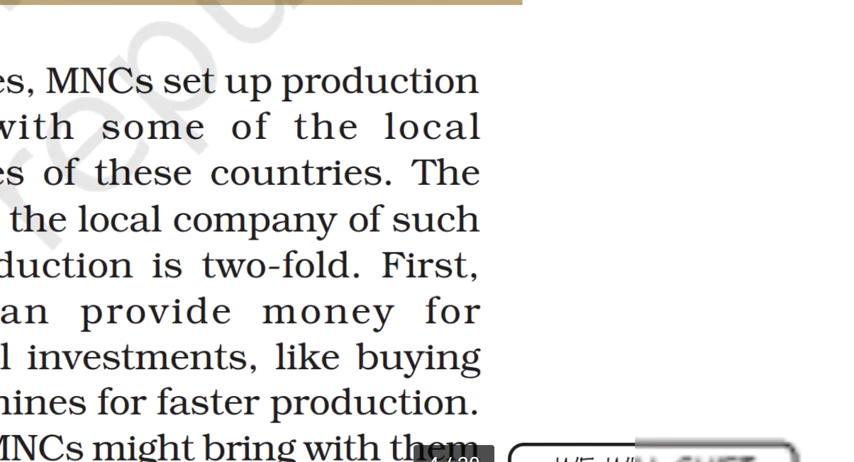 es, MNCs set up production
with some of the local
es of these countries. The
the local company of such
duction is two-fold. First,
an provide money for
l investments, like buying
hines for faster production.
MNCs might bring with them
WE